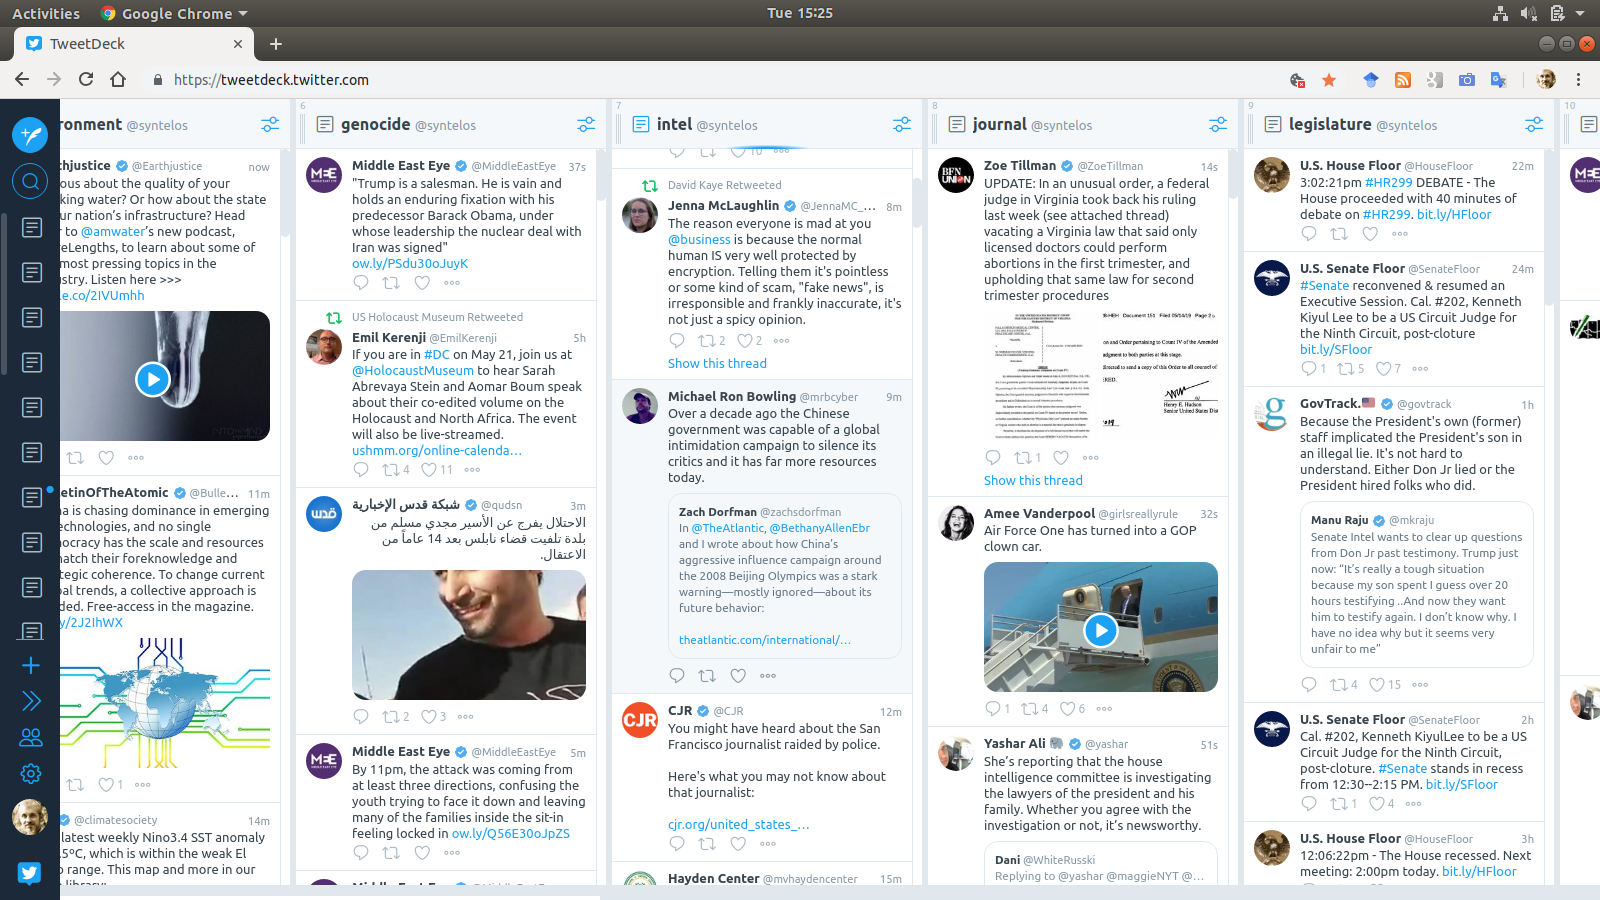 Activities
Google Chrome
Tue 15:25
TweetDeck
https://tweetdeck.twitter.com
ronment @syntelos
thjustice @Earthjustice now
ous about the quality of your
king water? Or how about the state
ur nation's infrastructure? Head
r to @amwater's new podcast,
eLengths, to learn about some of
most pressing topics in the
ustry. Listen here >>>
le.co/2IVUmhh
etinOfTheAtomic @Bulle... 11m
na is chasing dominance in emerging
echnologies, and no single
ocracy has the scale and resources
natch their foreknowledge and
tegic coherence. To change current
al trends, a collective approach is
ded. Free-access in the magazine.
y/2J2IhWX
1
@climatesociety 14m
latest weekly Nino3.4 SST anomaly
.5ºC, which is within the weak El
o range. This map and more in our
library:
6
genocide @syntelos
Middle East Eye @MiddleEastEye 37s
"Trump is a salesman. He is vain and
holds an enduring fixation with his
predecessor Barack Obama, under
whose leadership the nuclear deal with
Iran was signed"
ow.ly/PSdu30oJuyK
US Holocaust Museum Retweeted
Emil Kerenji @EmilKerenji 5h
If you are in #DC on May 21, join us at
@HolocaustMuseum to hear Sarah
Abrevaya Stein and Aomar Boum speak
about their co-edited volume on the
Holocaust and North Africa. The event
will also be live-streamed.
ushmm.org/online-calenda...
4 11
شبكة قدس الإخبارية @qudsn 3m
الاحتلال يفرج عن الأسير مجدي مسلم من
بلدة تلفيت قضاء نابلس بعد 14 عاماً من
الاعتقال.
2 3
Middle East Eye @MiddleEastEye 5m
By 11pm, the attack was coming from
at least three directions, confusing the
youth trying to face it down and leaving
many of the families inside the sit-in
feeling locked in ow.ly/Q56E30oJpZS
7
intel @syntelos
10
David Kaye Retweeted
Jenna McLaughlin @JennaMC_... 8m
The reason everyone is mad at you
@business is because the normal
human IS very well protected by
encryption. Telling them it's pointless
or some kind of scam, "fake news", is
irresponsible and frankly inaccurate, it's
not just a spicy opinion.
2 2
Show this thread
Michael Ron Bowling @mrbcyber 9m
Over a decade ago the Chinese
government was capable of a global
intimidation campaign to silence its
critics and it has far more resources
today.
Zach Dorfman @zachsdorfman
In @TheAtlantic, @BethanyAllenEbr
and I wrote about how China's
aggressive influence campaign around
the 2008 Beijing Olympics was a stark
warning—mostly ignored—about its
future behavior:
theatlantic.com/international/...
CJR
CJR @CJR 12m
You might have heard about the San
Francisco journalist raided by police.
Here's what you may not know about
that journalist:
cjr.org/united_states_...
Hayden Center @mvhaydencenter 15m
8
journal @syntelos
BFN UNION
Zoe Tillman @ZoeTillman 14s
UPDATE: In an unusual order, a federal
judge in Virginia took back his ruling
last week (see attached thread)
vacating a Virginia law that said only
licensed doctors could perform
abortions in the first trimester, and
upholding that same law for second
trimester procedures
Document 151 Filed 05/14/19
1
Show this thread
Amee Vanderpool @girlsreallyrule 32s
Air Force One has turned into a GOP
clown car.
1 4 6
Yashar Ali @yashar 51s
She's reporting that the house
intelligence committee is investigating
the lawyers of the president and his
family. Whether you agree with the
investigation or not, it's newsworthy.
Dani @WhiteRusski
Replying to @yashar @maggieNYT @...
9
legislature @syntelos
U.S. House Floor @HouseFloor 22m
3:02:21pm #HR299 DEBATE - The
House proceeded with 40 minutes of
debate on #HR299. bit.ly/HFloor
U.S. Senate Floor @SenateFloor 24m
#Senate reconvened & resumed an
Executive Session. Cal. #202, Kenneth
Kiyul Lee to be a US Circuit Judge for
the Ninth Circuit, post-cloture
bit.ly/SFloor
1 5 7
GovTrack. @govtrack 1h
Because the President's own (former)
staff implicated the President's son in
an illegal lie. It's not hard to
understand. Either Don Jr lied or the
President hired folks who did.
Manu Raju @mkraju
Senate Intel wants to clear up questions
from Don Jr past testimony. Trump just
now: "It's really a tough situation
because my son spent I guess over 20
hours testifying ..And now they want
him to testify again. I don't know why. I
have no idea why but it seems very
unfair to me"
4 15
U.S. Senate Floor @SenateFloor 2h
Cal. #202, Kenneth KiyulLee to be a US
Circuit Judge for the Ninth Circuit,
post-cloture. #Senate stands in recess
from 12:30--2:15 PM. bit.ly/SFloor
1 4
U.S. House Floor @HouseFloor 3h
12:06:22pm - The House recessed. Next
meeting: 2:00pm today. bit.ly/HFloor
10